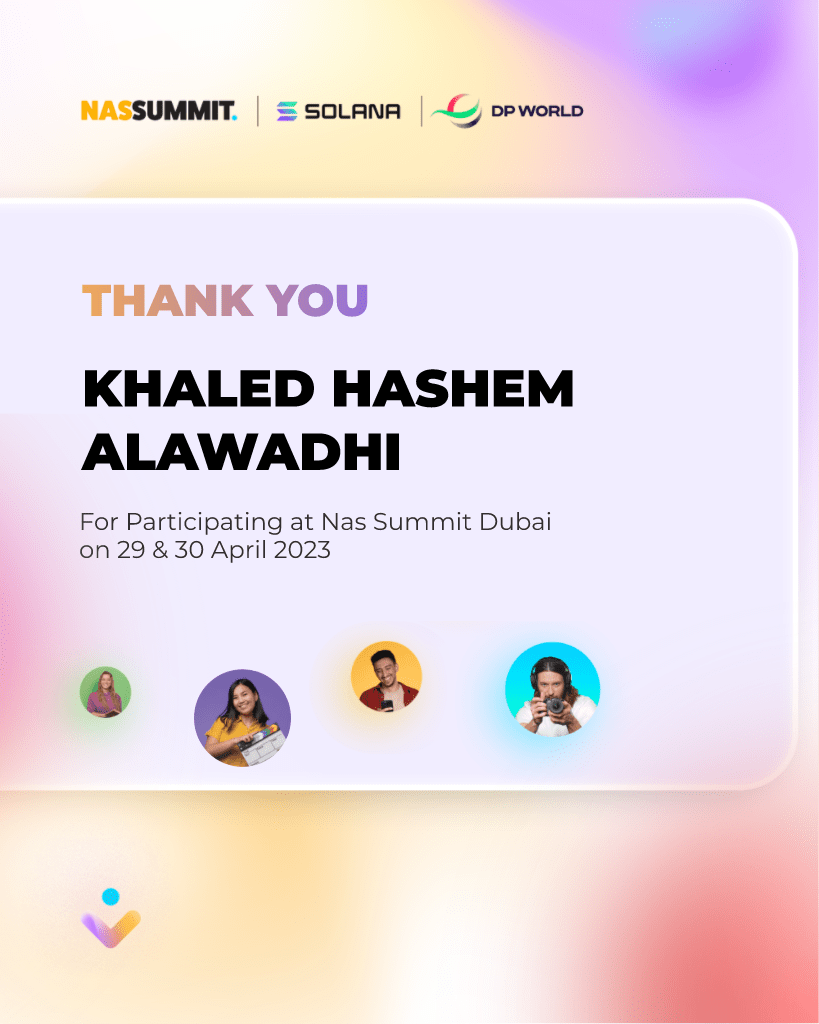 NASSUMMIT. | SOLANA | DP WORLD
THANK YOU
KHALED HASHEM
ALAWADHI
For Participating at Nas Summit Dubai
on 29 & 30 April 2023